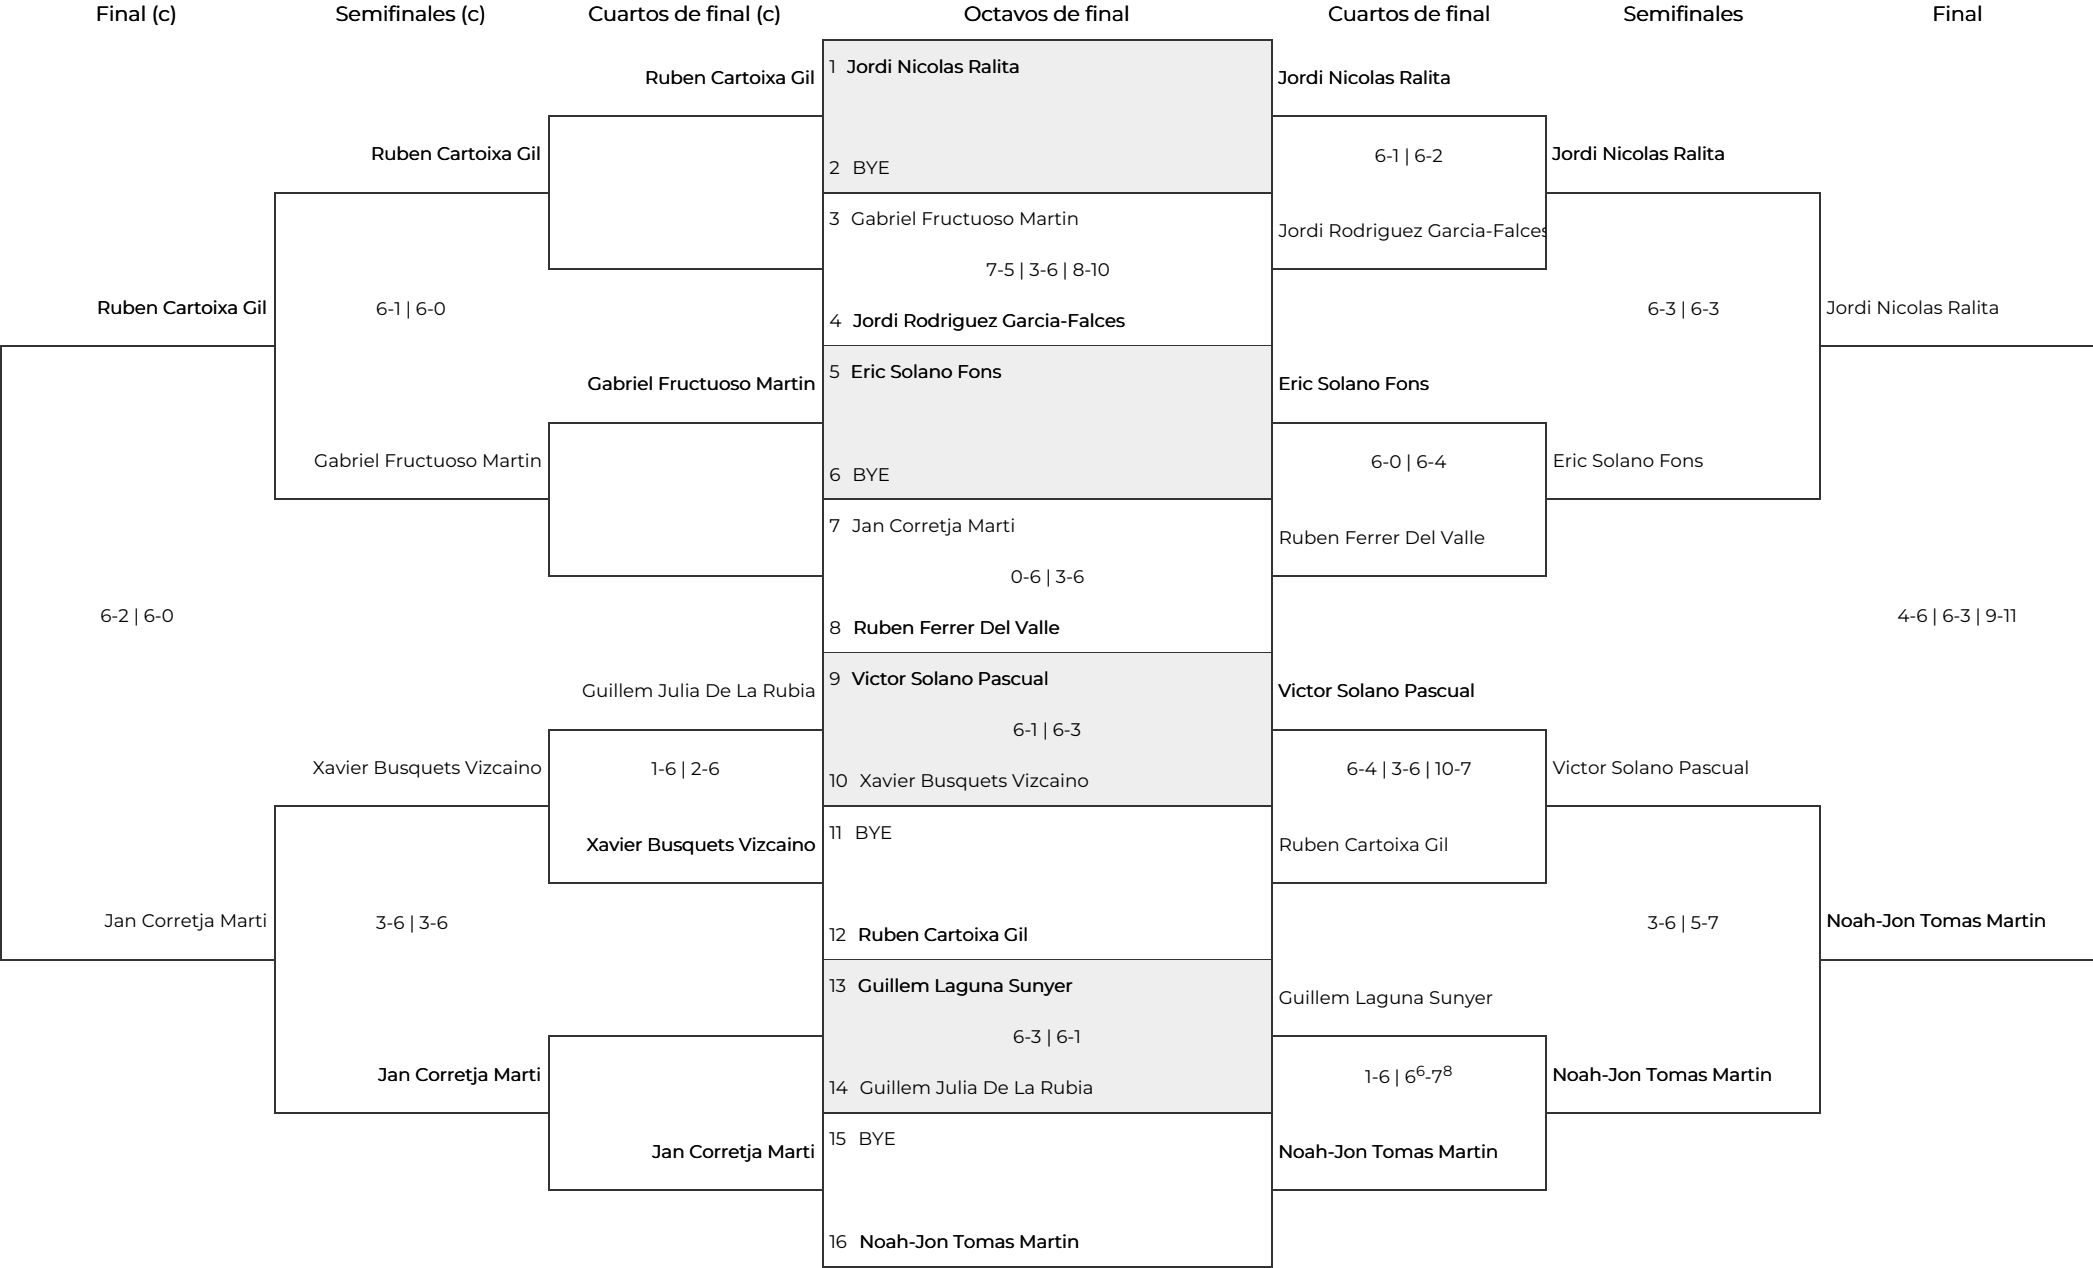 Final (c)
Semifinales (c)
Cuartos de final (c)
Octavos de final
Cuartos de final
Semifinales
Final
Ruben Cartoixa Gil
Ruben Cartoixa Gil
Gabriel Fructuoso Martin
6-1 | 6-0
Ruben Cartoixa Gil
Gabriel Fructuoso Martin
6-2 | 6-0
Guillem Julia De La Rubia
1-6 | 2-6
Xavier Busquets Vizcaino
Xavier Busquets Vizcaino
3-6 | 3-6
Jan Corretja Marti
Jan Corretja Marti
Jan Corretja Marti
Ruben Cartoixa Gil
1 Jordi Nicolas Ralita
2 BYE
3 Gabriel Fructuoso Martin
7-5 | 3-6 | 8-10
4 Jordi Rodriguez Garcia-Falces
5 Eric Solano Fons
6 BYE
7 Jan Corretja Marti
0-6 | 3-6
8 Ruben Ferrer Del Valle
9 Victor Solano Pascual
6-1 | 6-3
10 Xavier Busquets Vizcaino
11 BYE
12 Ruben Cartoixa Gil
13 Guillem Laguna Sunyer
6-3 | 6-1
14 Guillem Julia De La Rubia
15 BYE
16 Noah-Jon Tomas Martin
Jordi Nicolas Ralita
6-1 | 6-2
Jordi Rodriguez Garcia-Falces
Eric Solano Fons
6-0 | 6-4
Ruben Ferrer Del Valle
Victor Solano Pascual
6-4 | 3-6 | 10-7
Ruben Cartoixa Gil
Guillem Laguna Sunyer
1-6 | 6⁶-7⁸
Noah-Jon Tomas Martin
Jordi Nicolas Ralita
6-3 | 6-3
Eric Solano Fons
Victor Solano Pascual
3-6 | 5-7
Noah-Jon Tomas Martin
Jordi Nicolas Ralita
4-6 | 6-3 | 9-11
Noah-Jon Tomas Martin